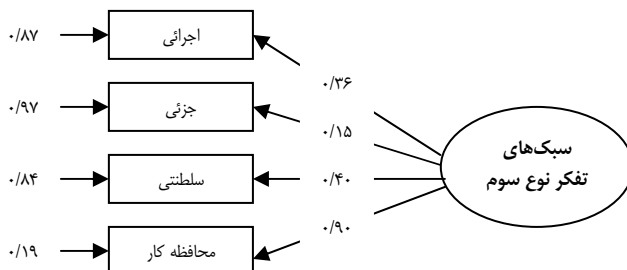 ۰/۸۷
اجرائی
۰/۳۶
۰/۹۷
جزئی
۰/۱۵
سبک‌های
تفکر نوع سوم
۰/۸۴
سلطنتی
۰/۴۰
۰/۹۰
۰/۱۹
محافظه کار